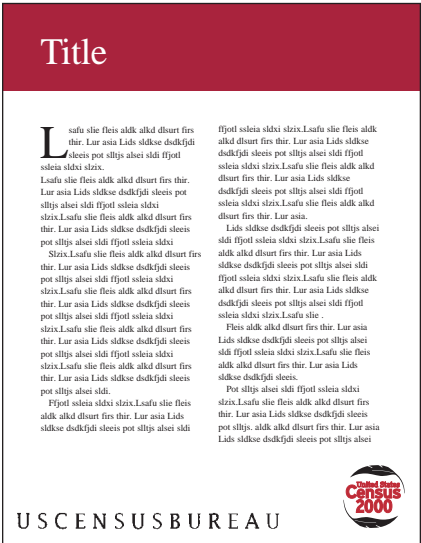 Title
Lsafu slie fleis aldk alkd dlsurt firs
thir. Lur asia Lids sldkse dsdkfjdi
sleeis pot slltjs alsei sldi ffjotl
ssleia sldxi slzix.
Lsafu slie fleis aldk alkd dlsurt firs thir.
Lur asia Lids sldkse dsdkfjdi sleeis pot
slltjs alsei sldi ffjotl ssleia sldxi
slzix.Lsafu slie fleis aldk alkd dlsurt firs
thir. Lur asia Lids sldkse dsdkfjdi sleeis
pot slltjs alsei sldi ffjotl ssleia sldxi
Slzix.Lsafu slie fleis aldk alkd dlsurt firs
thir. Lur asia Lids sldkse dsdkfjdi sleeis
pot slltjs alsei sldi ffjotl ssleia sldxi
slzix.Lsafu slie fleis aldk alkd dlsurt firs
thir. Lur asia Lids sldkse dsdkfjdi sleeis
pot slltjs alsei sldi ffjotl ssleia sldxi
slzix.Lsafu slie fleis aldk alkd dlsurt firs
thir. Lur asia Lids sldkse dsdkfjdi sleeis
pot slltjs alsei sldi ffjotl ssleia sldxi
slzix.Lsafu slie fleis aldk alkd dlsurt firs
thir. Lur asia Lids sldkse dsdkfjdi sleeis
pot slltjs alsei sldi.
Ffjotl ssleia sldxi slzix.Lsafu slie fleis
aldk alkd dlsurt firs thir. Lur asia Lids
sldkse dsdkfjdi sleeis pot slltjs alsei sldi
ffjotl ssleia sldxi slzix.Lsafu slie fleis aldk
alkd dlsurt firs thir. Lur asia Lids sldkse
dsdkfjdi sleeis pot slltjs alsei sldi ffjotl
ssleia sldxi slzix.Lsafu slie fleis aldk alkd
dlsurt firs thir. Lur asia Lids sldkse
dsdkfjdi sleeis pot slltjs alsei sldi ffjotl
ssleia sldxi slzix.Lsafu slie fleis aldk alkd
dlsurt firs thir. Lur asia.
Lids sldkse dsdkfjdi sleeis pot slltjs alsei
sldi ffjotl ssleia sldxi slzix.Lsafu slie fleis
aldk alkd dlsurt firs thir. Lur asia Lids
sldkse dsdkfjdi sleeis pot slltjs alsei sldi
ffjotl ssleia sldxi slzix.Lsafu slie fleis aldk
alkd dlsurt firs thir. Lur asia Lids sldkse
dsdkfjdi sleeis pot slltjs alsei sldi ffjotl
ssleia sldxi slzix.Lsafu slie .
Fleis aldk alkd dlsurt firs thir. Lur asia
Lids sldkse dsdkfjdi sleeis pot slltjs alsei
sldi ffjotl ssleia sldxi slzix.Lsafu slie fleis
aldk alkd dlsurt firs thir. Lur asia Lids
sldkse dsdkfjdi sleeis.
Pot slltjs alsei sldi ffjotl ssleia sldxi
slzix.Lsafu slie fleis aldk alkd dlsurt firs
thir. Lur asia Lids sldkse dsdkfjdi sleeis
pot slltjs. aldk alkd dlsurt firs thir. Lur asia
Lids sldkse dsdkfjdi sleeis pot slltjs alsei
United States
Census
2000
USCENSUSBUREAU